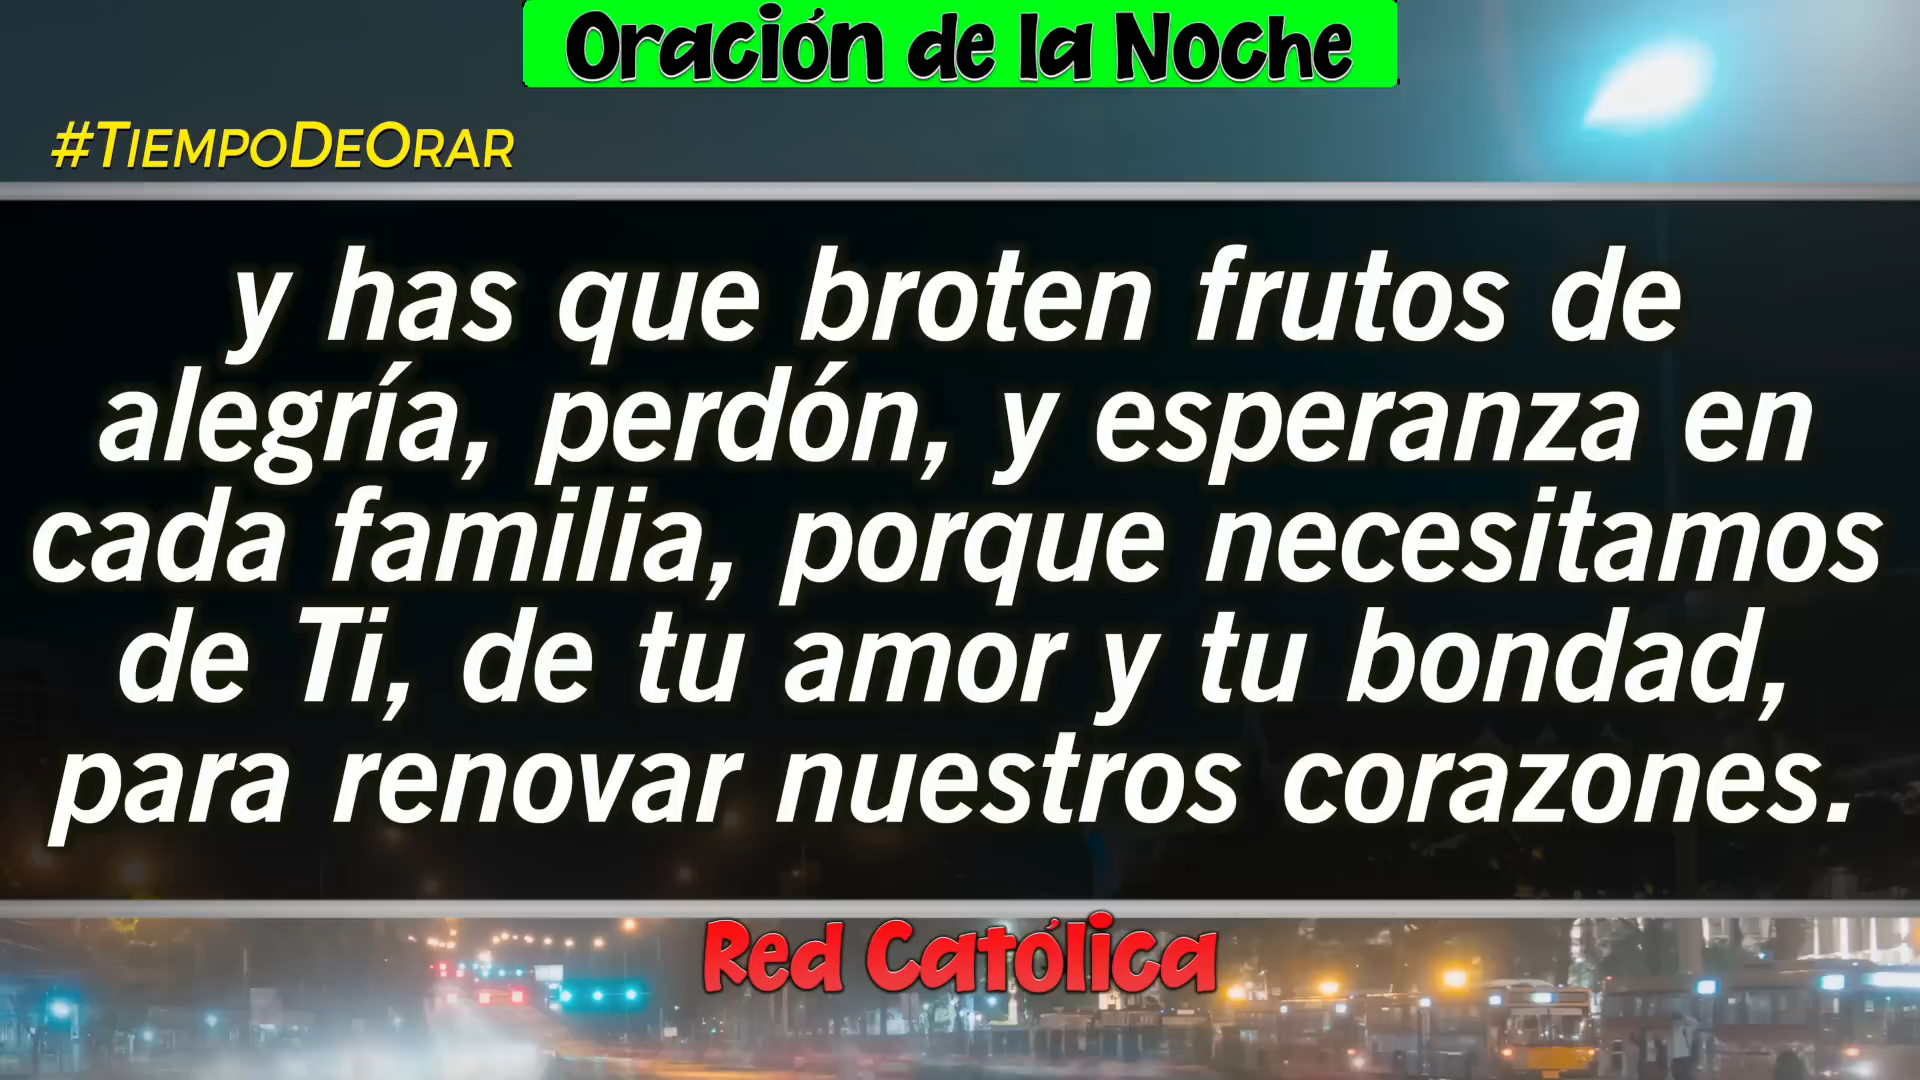 Oración de la Noche
#TiempoDeOrar
y has que broten frutos de
alegría, perdón, y esperanza en
cada familia, porque necesitamos
de Ti, de tu amor y tu bondad,
para renovar nuestros corazones.
Red Católica